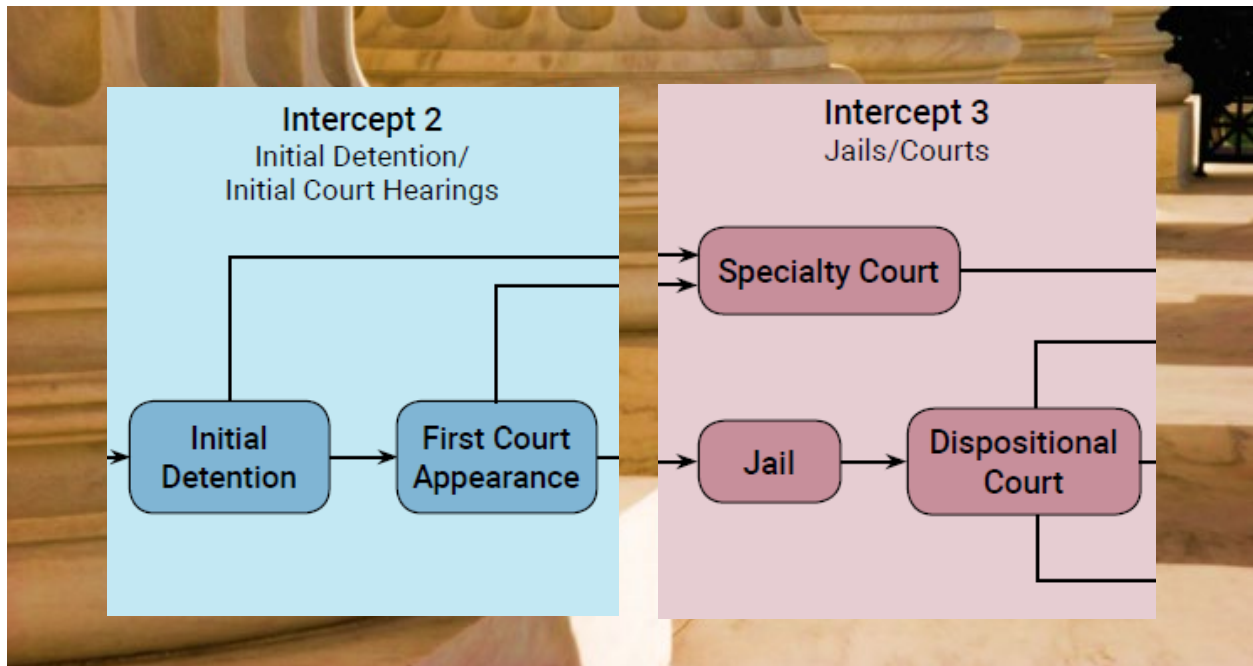 Intercept 2
Initial Detention/
Initial Court Hearings
Initial
Detention
First Court
Appearance
Intercept 3
Jails/Courts
Specialty Court
Jail
Dispositional
Court